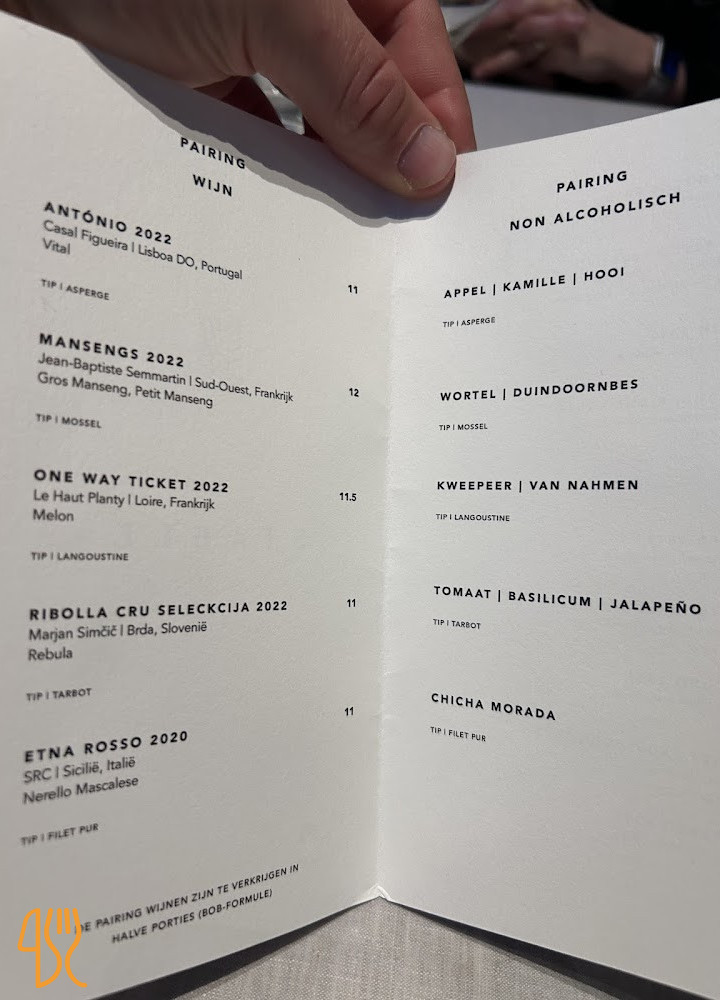 PAIRING
WIJN
ANTÓNIO 2022
Casal Figueira | Lisboa DO, Portugal
Vital
11
TIP | ASPERGE
MANSENGS 2022
Jean-Baptiste Semmartin | Sud-Ouest, Frankrijk
12
Gros Manseng, Petit Manseng
TIP | MOSSEL
ONE WAY TICKET 2022
Le Haut Planty | Loire, Frankrijk
11.5
Melon
TIP | LANGOUSTINE
RIBOLLA CRU SELECKCIJA 2022
11
Marjan Simčič | Brda, Slovenië
Rebula
TIP | TARBOT
11
ETNA ROSSO 2020
SRC | Sicilië, Italië
Nerello Mascalese
TIP | FILET PUR
DE PAIRING WIJNEN ZIJN TE VERKRIJGEN IN
HALVE PORTIES (BOB-FORMULE)
PAIRING
NON ALCOHOLISCH
APPEL | KAMILLE | HOOI
TIP | ASPERGE
WORTEL | DUINDOORNBES
TIP | MOSSEL
KWEEPEER | VAN NAHMEN
TIP | LANGOUSTINE
TOMAAT | BASILICUM | JALAPEÑO
TIP | TARBOT
CHICHA MORADA
TIP | FILET PUR